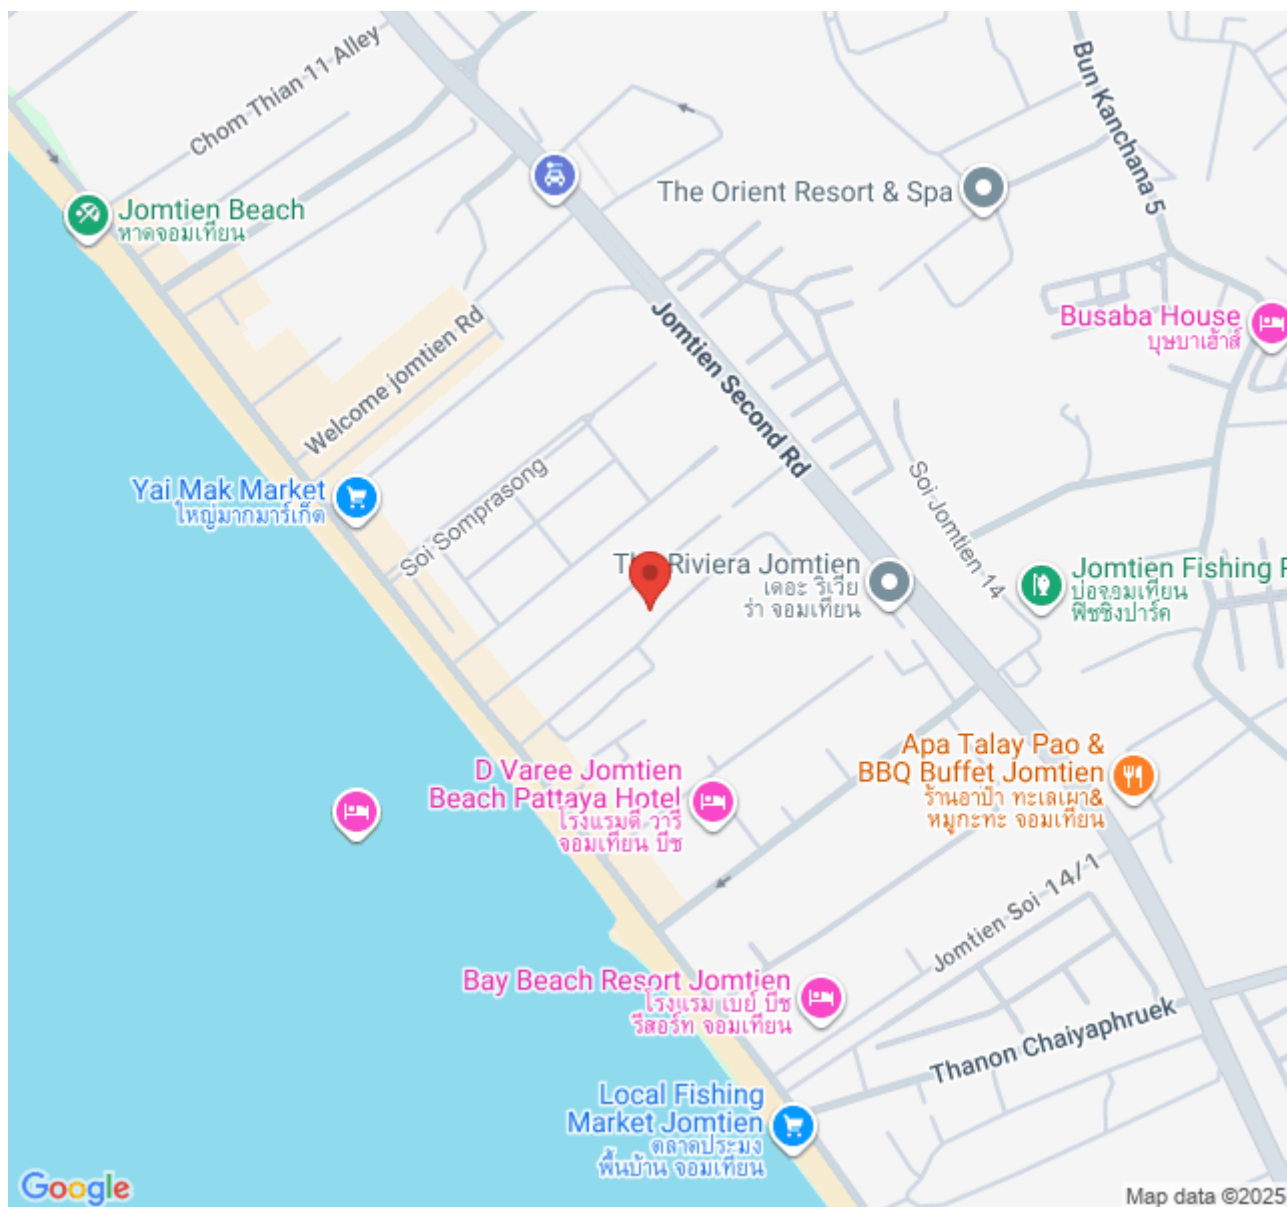 Chom Thian 11 Alley
Bun Kanchana 5
The Orient Resort & Spa
Jomtien Beach
หาดจอมเทียน
Busaba House
บุษบาเฮ้าส์
Welcome jomtien Rd
Jomtien Second Rd
Yai Mak Market
ใหญ่มากมาร์เก็ต
Soi Somprasong
Soi Jomtien 14
Riviera Jomtien
เดอะ ริเวีย
ร่า จอมเทียน
Jomtien Fishing P
บ่อจอมเทียน
ฟิชชิงปาร์ค
D Varee Jomtien
Beach Pattaya Hotel
โรงแรมดี วารี
จอมเทียน บีช
Apa Talay Pao &
BBQ Buffet Jomtien
ร้านอาป๋า ทะเลเผา&
หมูกะทะ จอมเทียน
Jomtien Soi 14/1
Bay Beach Resort Jomtien
โรงแรม เบย์ บีช
รีสอร์ท จอมเทียน
Thanon Chaiyaphruek
Local Fishing
Market Jomtien
ตลาดประมง
พื้นบ้าน จอมเทียน
Google
Map data ©2025